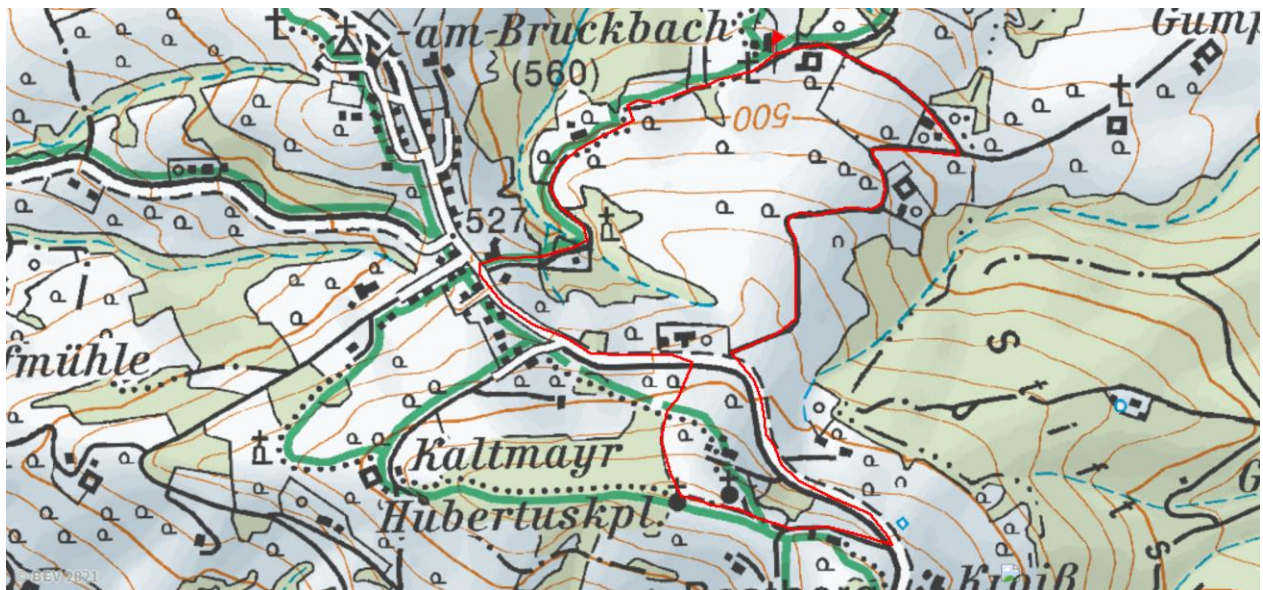 -am-Bruckbach
(560)
Gump
500
527
fmühle
Kaltmayr
Hubertuskpl.
G
Kroiß
© BEV 2021